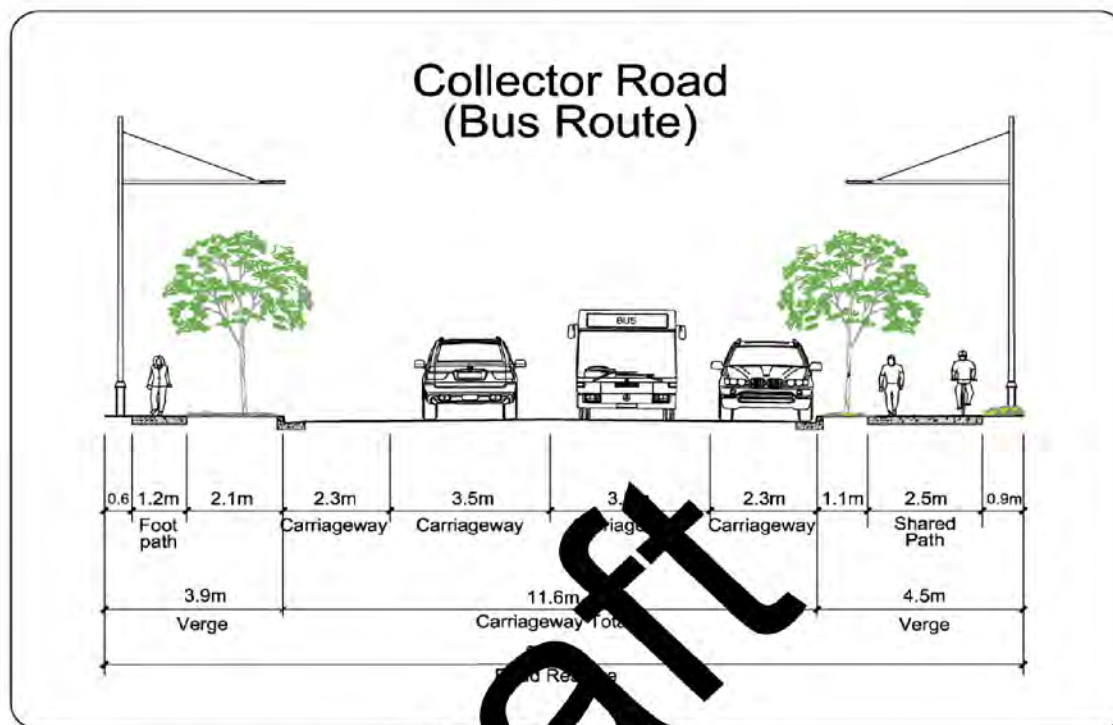 Collector Road
(Bus Route)
BUS
0.6 1.2m 2.1m 2.3m 3.5m 2.3m 1.1m 2.5m 0.9m
Foot path Carriageway Carriageway Carriageway Shared Path
3.9m 11.6m 4.5m
Verge Carriageway Verge
aft